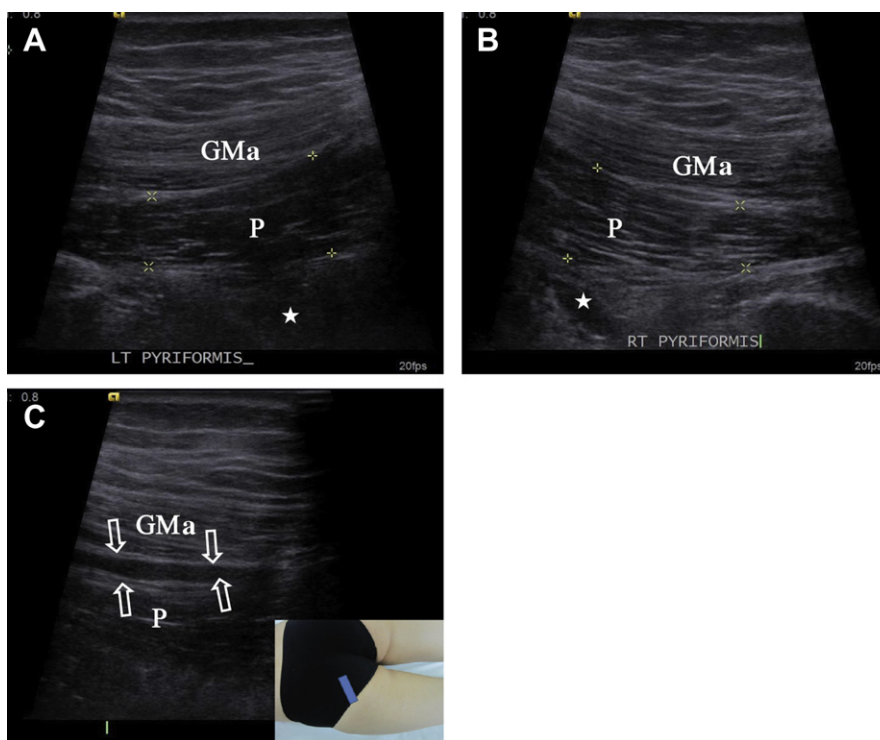 : 0.8
A
GMa
P
LT PYRIFORMIS_
20fps
B
: 0.8
GMa
P
RT PYRIFORMIS
20fps
: 0.8
C
GMa
P